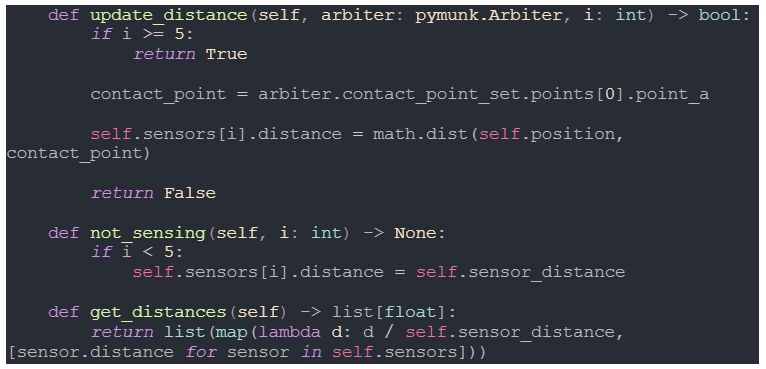 def update_distance(self, arbiter: pymunk.Arbiter, i: int) -> bool:
        if i >= 5:
            return True

        contact_point = arbiter.contact_point_set.points[0].point_a

        self.sensors[i].distance = math.dist(self.position,
contact_point)

        return False

    def not_sensing(self, i: int) -> None:
        if i < 5:
            self.sensors[i].distance = self.sensor_distance

    def get_distances(self) -> list[float]:
        return list(map(lambda d: d / self.sensor_distance,
[sensor.distance for sensor in self.sensors]))